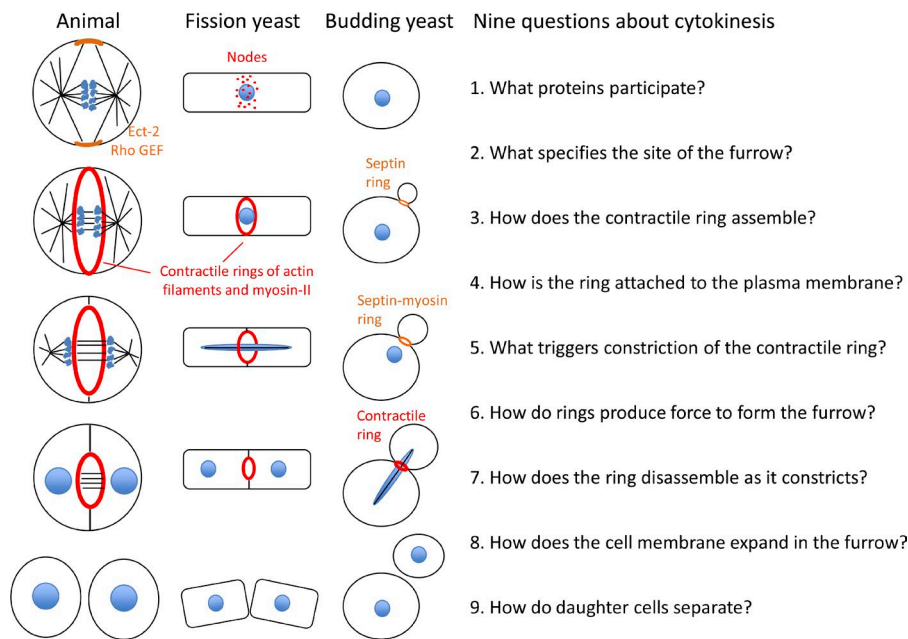 Animal
Fission yeast
Budding yeast
Nine questions about cytokinesis
Nodes
Ect-2
Rho GEF
Septin
ring
Contractile rings of actin
filaments and myosin-II
Septin-myosin
ring
Contractile
ring
1. What proteins participate?
2. What specifies the site of the furrow?
3. How does the contractile ring assemble?
4. How is the ring attached to the plasma membrane?
5. What triggers constriction of the contractile ring?
6. How do rings produce force to form the furrow?
7. How does the ring disassemble as it constricts?
8. How does the cell membrane expand in the furrow?
9. How do daughter cells separate?